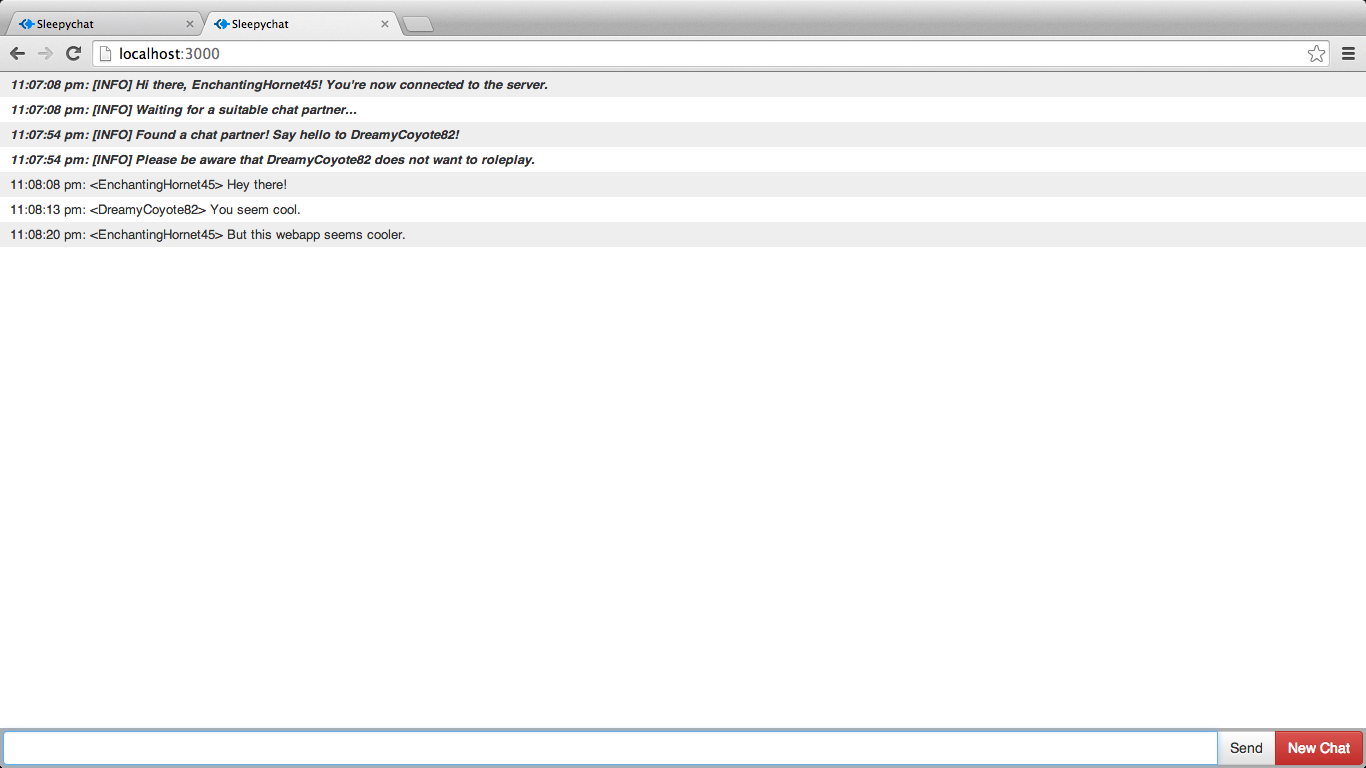 Sleepychat
Sleepychat
localhost:3000
11:07:08 pm: [INFO] Hi there, EnchantingHornet45! You're now connected to the server.
11:07:08 pm: [INFO] Waiting for a suitable chat partner...
11:07:54 pm: [INFO] Found a chat partner! Say hello to DreamyCoyote82!
11:07:54 pm: [INFO] Please be aware that DreamyCoyote82 does not want to roleplay.
11:08:08 pm: <EnchantingHornet45> Hey there!
11:08:13 pm: <DreamyCoyote82> You seem cool.
11:08:20 pm: <EnchantingHornet45> But this webapp seems cooler.
Send
New Chat